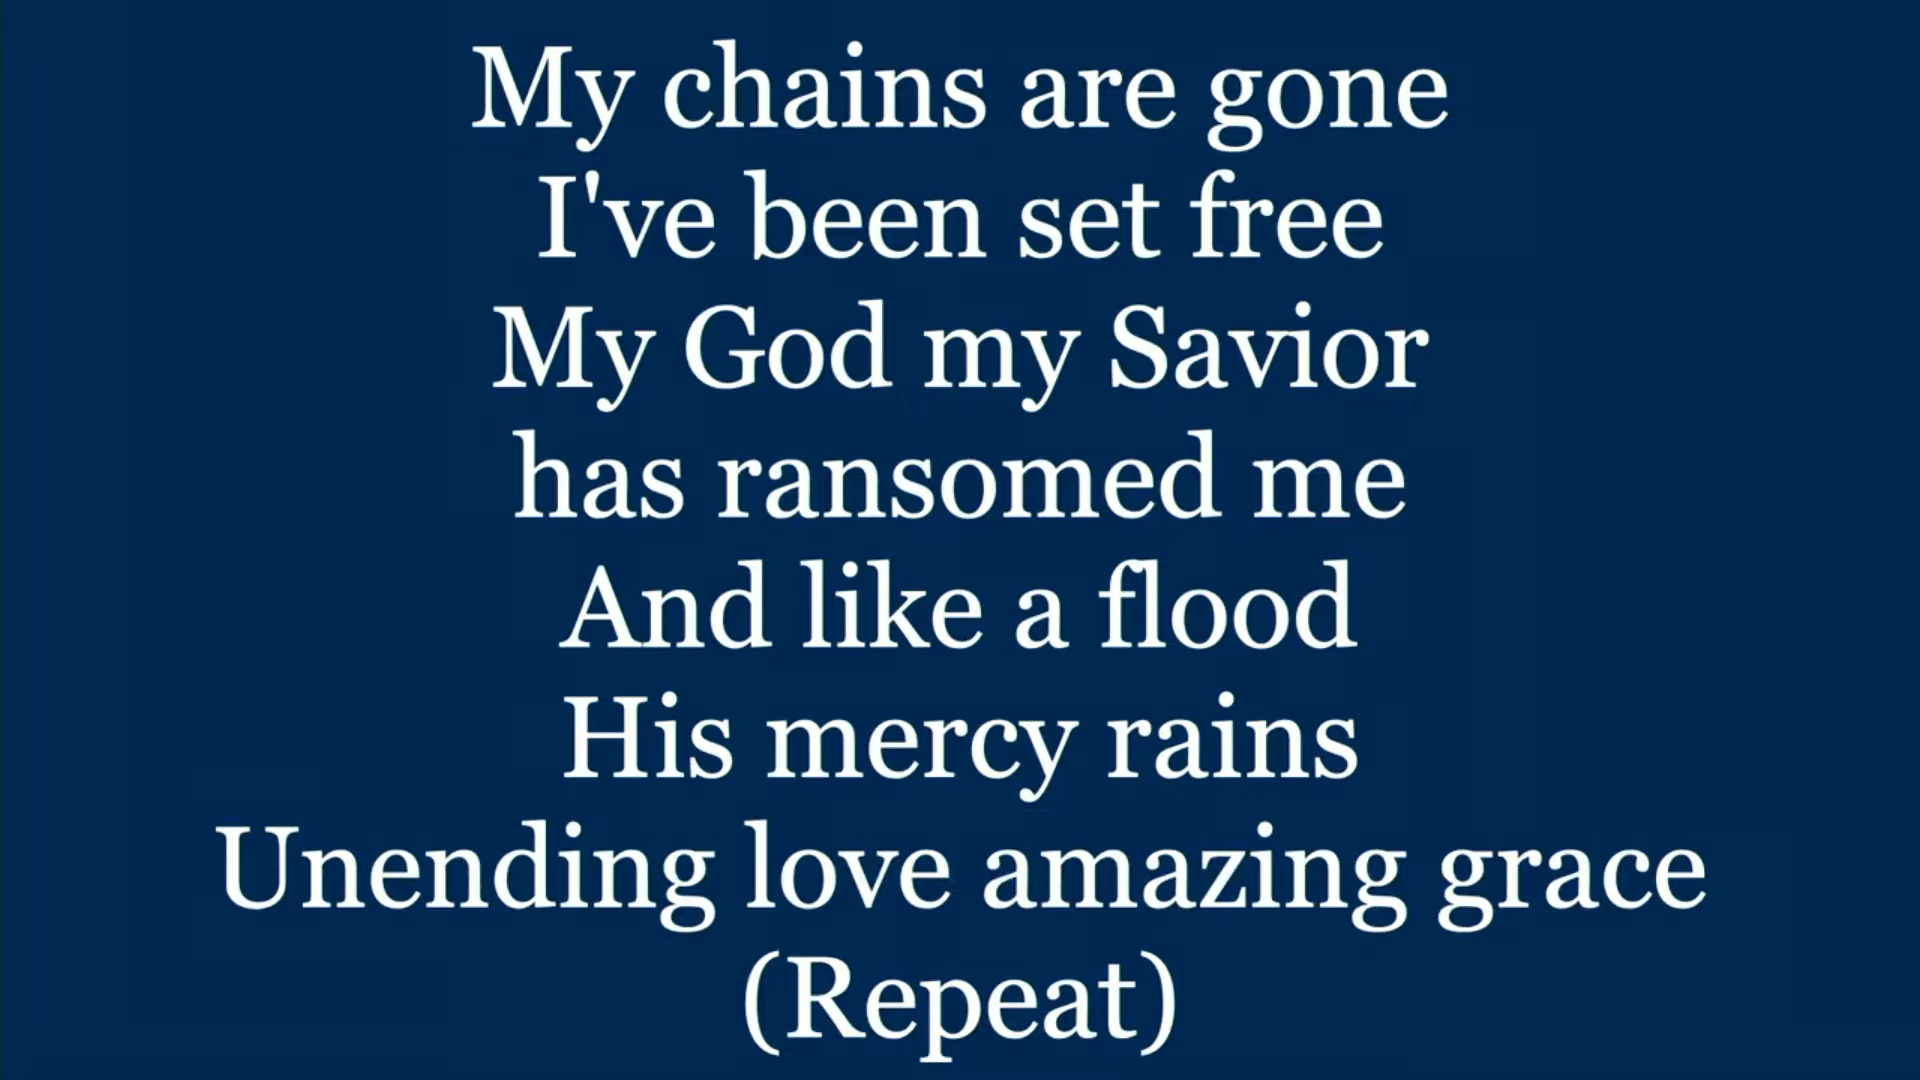 My chains are gone
I've been set free
My God my Savior
has ransomed me
And like a flood
His mercy rains
Unending love amazing grace
(Repeat)